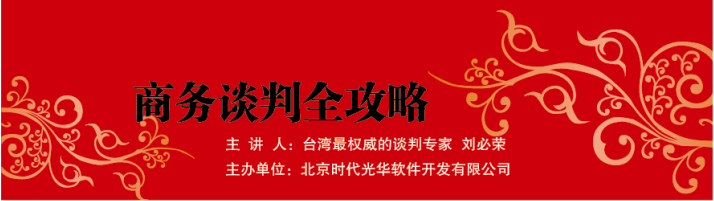 商务谈判全攻略
主 讲 人：台湾最权威的谈判专家 刘必荣
主办单位：北京时代光华软件开发有限公司